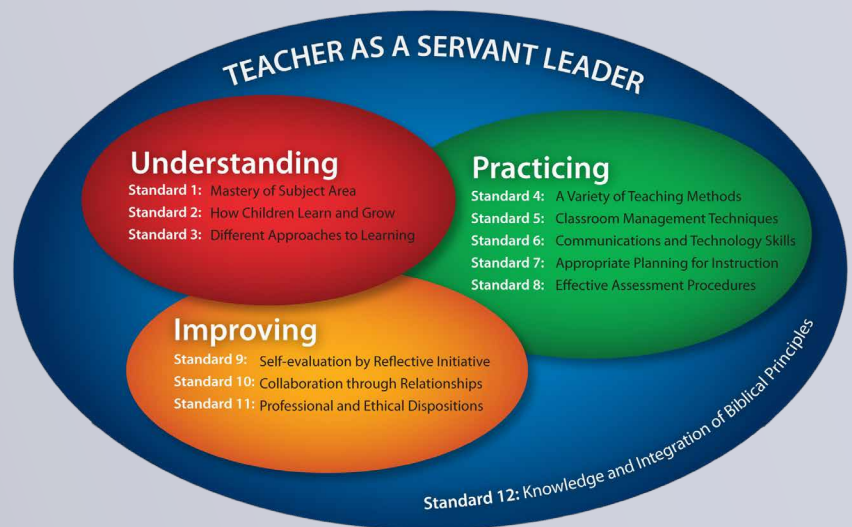 TEACHER AS A SERVANT LEADER
Understanding
Standard 1: Mastery of Subject Area
Standard 2: How Children Learn and Grow
Standard 3: Different Approaches to Learning
Practicing
Standard 4: A Variety of Teaching Methods
Standard 5: Classroom Management Techniques
Standard 6: Communications and Technology Skills
Standard 7: Appropriate Planning for Instruction
Standard 8: Effective Assessment Procedures
Improving
Standard 9: Self-evaluation by Reflective Initiative
Standard 10: Collaboration through Relationships
Standard 11: Professional and Ethical Dispositions
Standard 12: Knowledge and Integration of Biblical Principles